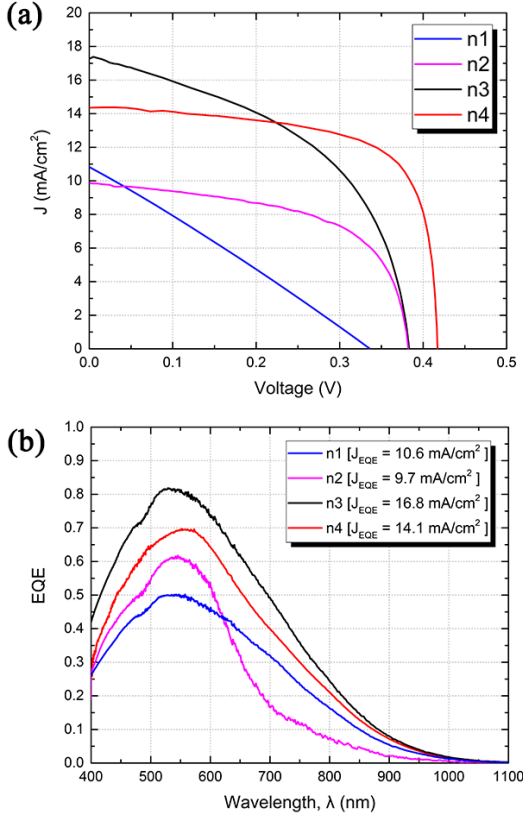 (a)
20
18
16
14
12
10
8
6
4
2
0
J (mA/cm²)
n1
n2
n3
n4
0.0 0.1 0.2 0.3 0.4 0.5
Voltage (V)
(b)
1.0
0.9
0.8
0.7
0.6
0.5
0.4
0.3
0.2
0.1
0.0
EQE
n1 [J_EQE = 10.6 mA/cm² ]
n2 [J_EQE = 9.7 mA/cm² ]
n3 [J_EQE = 16.8 mA/cm² ]
n4 [J_EQE = 14.1 mA/cm² ]
400 500 600 700 800 900 1000 1100
Wavelength, λ (nm)